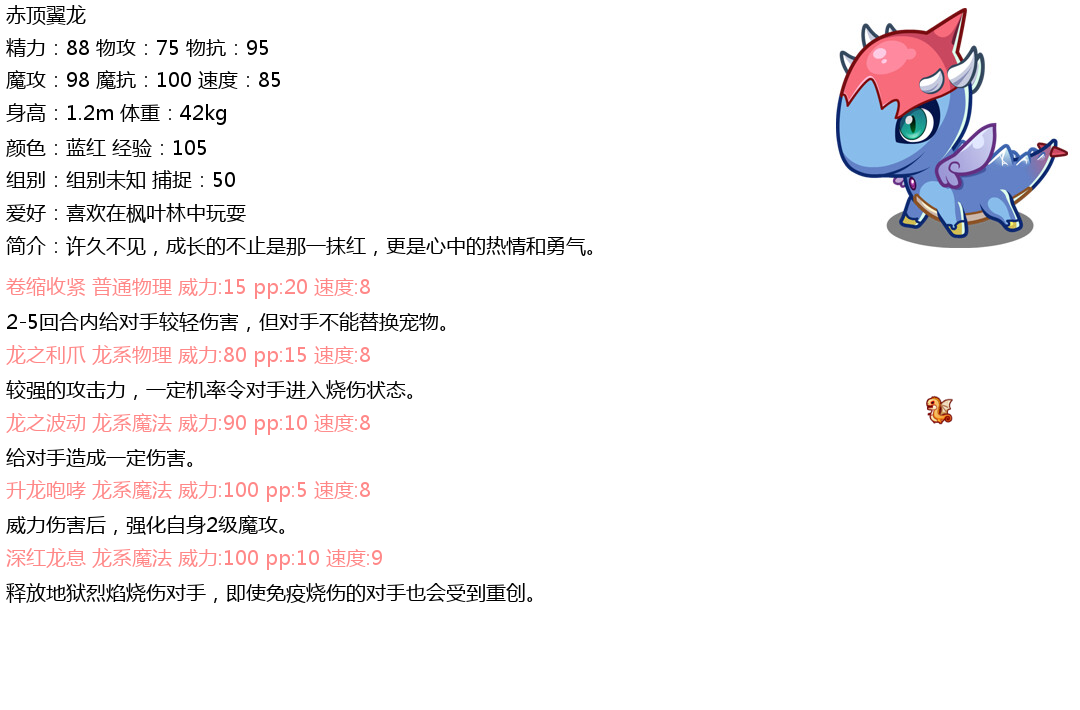 赤顶翼龙
精力：88 物攻：75 物抗：95
魔攻：98 魔抗：100 速度：85
身高：1.2m 体重：42kg
颜色：蓝红 经验：105
组别：组别未知 捕捉：50
爱好：喜欢在枫叶林中玩耍
简介：许久不见，成长的不止是那一抹红，更是心中的热情和勇气。
卷缩收紧 普通物理 威力:15 pp:20 速度:8
2-5回合内给对手较轻伤害，但对手不能替换宠物。
龙之利爪 龙系物理 威力:80 pp:15 速度:8
较强的攻击力，一定机率令对手进入烧伤状态。
龙之波动 龙系魔法 威力:90 pp:10 速度:8
给对手造成一定伤害。
升龙咆哮 龙系魔法 威力:100 pp:5 速度:8
威力伤害后，强化自身2级魔攻。
深红龙息 龙系魔法 威力:100 pp:10 速度:9
释放地狱烈焰烧伤对手，即使免疫烧伤的对手也会受到重创。